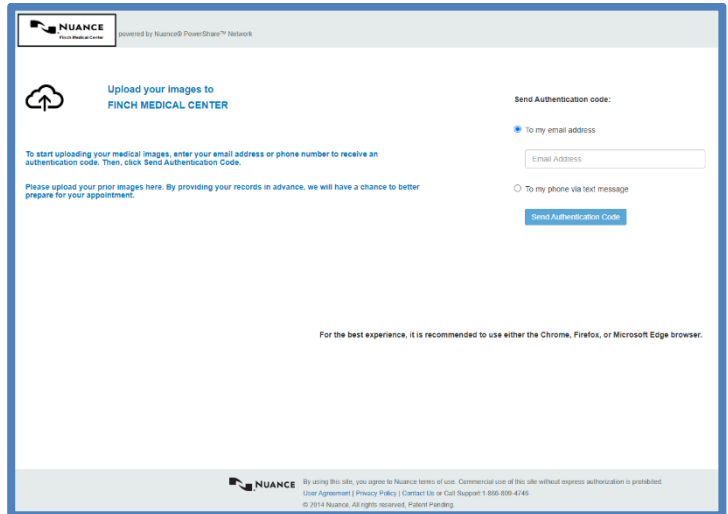 NUANCE
Finch Medical Center
powered by Nuance® PowerShare™ Network
Upload your images to
FINCH MEDICAL CENTER
To start uploading your medical images, enter your email address or phone number to receive an
authentication code. Then, click Send Authentication Code.
Please upload your prior images here. By providing your records in advance, we will have a chance to better
prepare for your appointment.
Send Authentication code:
To my email address
Email Address
To my phone via text message
Send Authentication Code
For the best experience, it is recommended to use either the Chrome, Firefox, or Microsoft Edge browser.
NUANCE
By using this site, you agree to Nuance terms of use. Commercial use of this site without express authorization is prohibited.
User Agreement | Privacy Policy | Contact Us or Call Support 1-866-809-4746
© 2014 Nuance, All rights reserved, Patent Pending.